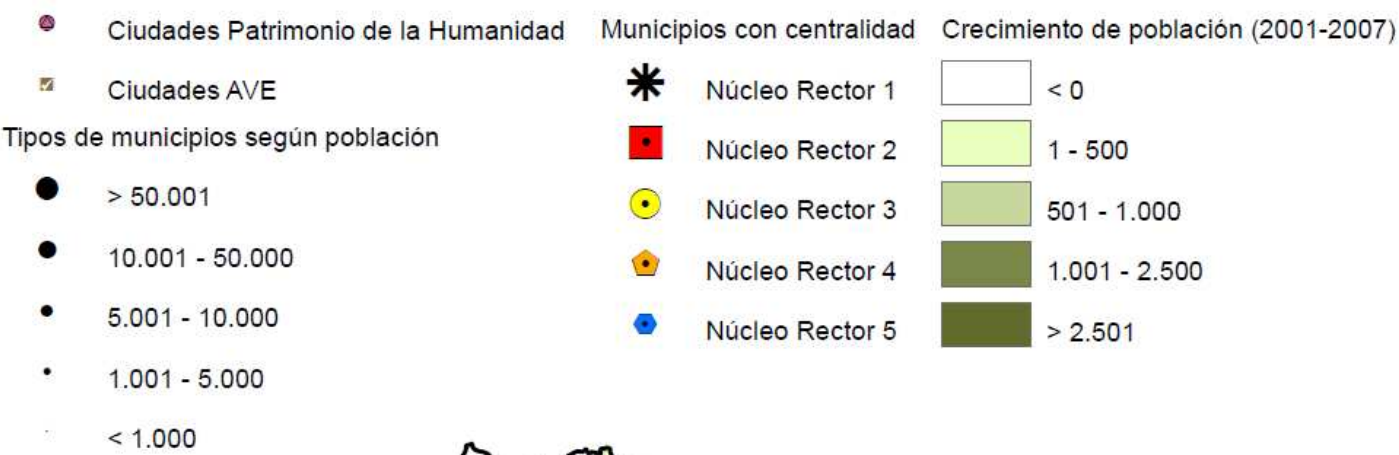 Ciudades Patrimonio de la Humanidad
Ciudades AVE
Tipos de municipios según población
> 50.001
10.001 - 50.000
5.001 - 10.000
1.001 - 5.000
< 1.000
Municipios con centralidad
Núcleo Rector 1
Núcleo Rector 2
Núcleo Rector 3
Núcleo Rector 4
Núcleo Rector 5
Crecimiento de población (2001-2007)
< 0
1 - 500
501 - 1.000
1.001 - 2.500
> 2.501